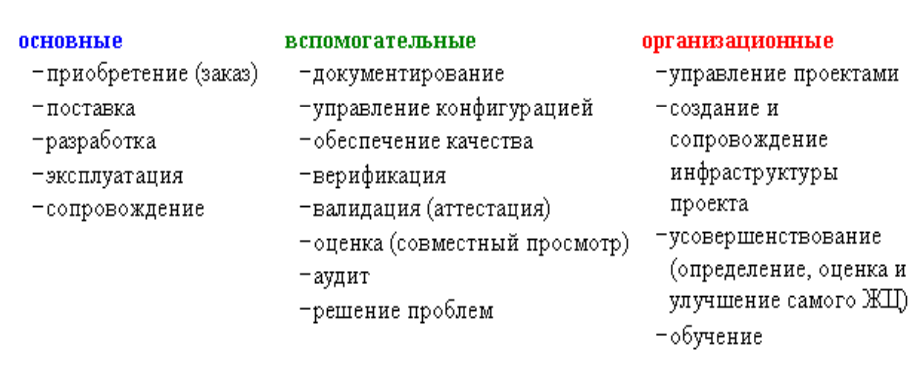 основные
−приобретение (заказ)
−поставка
−разработка
−эксплуатация
−сопровождение
вспомогательные
−документирование
−управление конфигурацией
−обеспечение качества
−верификация
−валидация (аттестация)
−оценка (совместный просмотр)
−аудит
−решение проблем
организационные
−управление проектами
−создание и
сопровождение
инфраструктуры
проекта
−усовершенствование
(определение, оценка и
улучшение самого ЖЦ)
−обучение